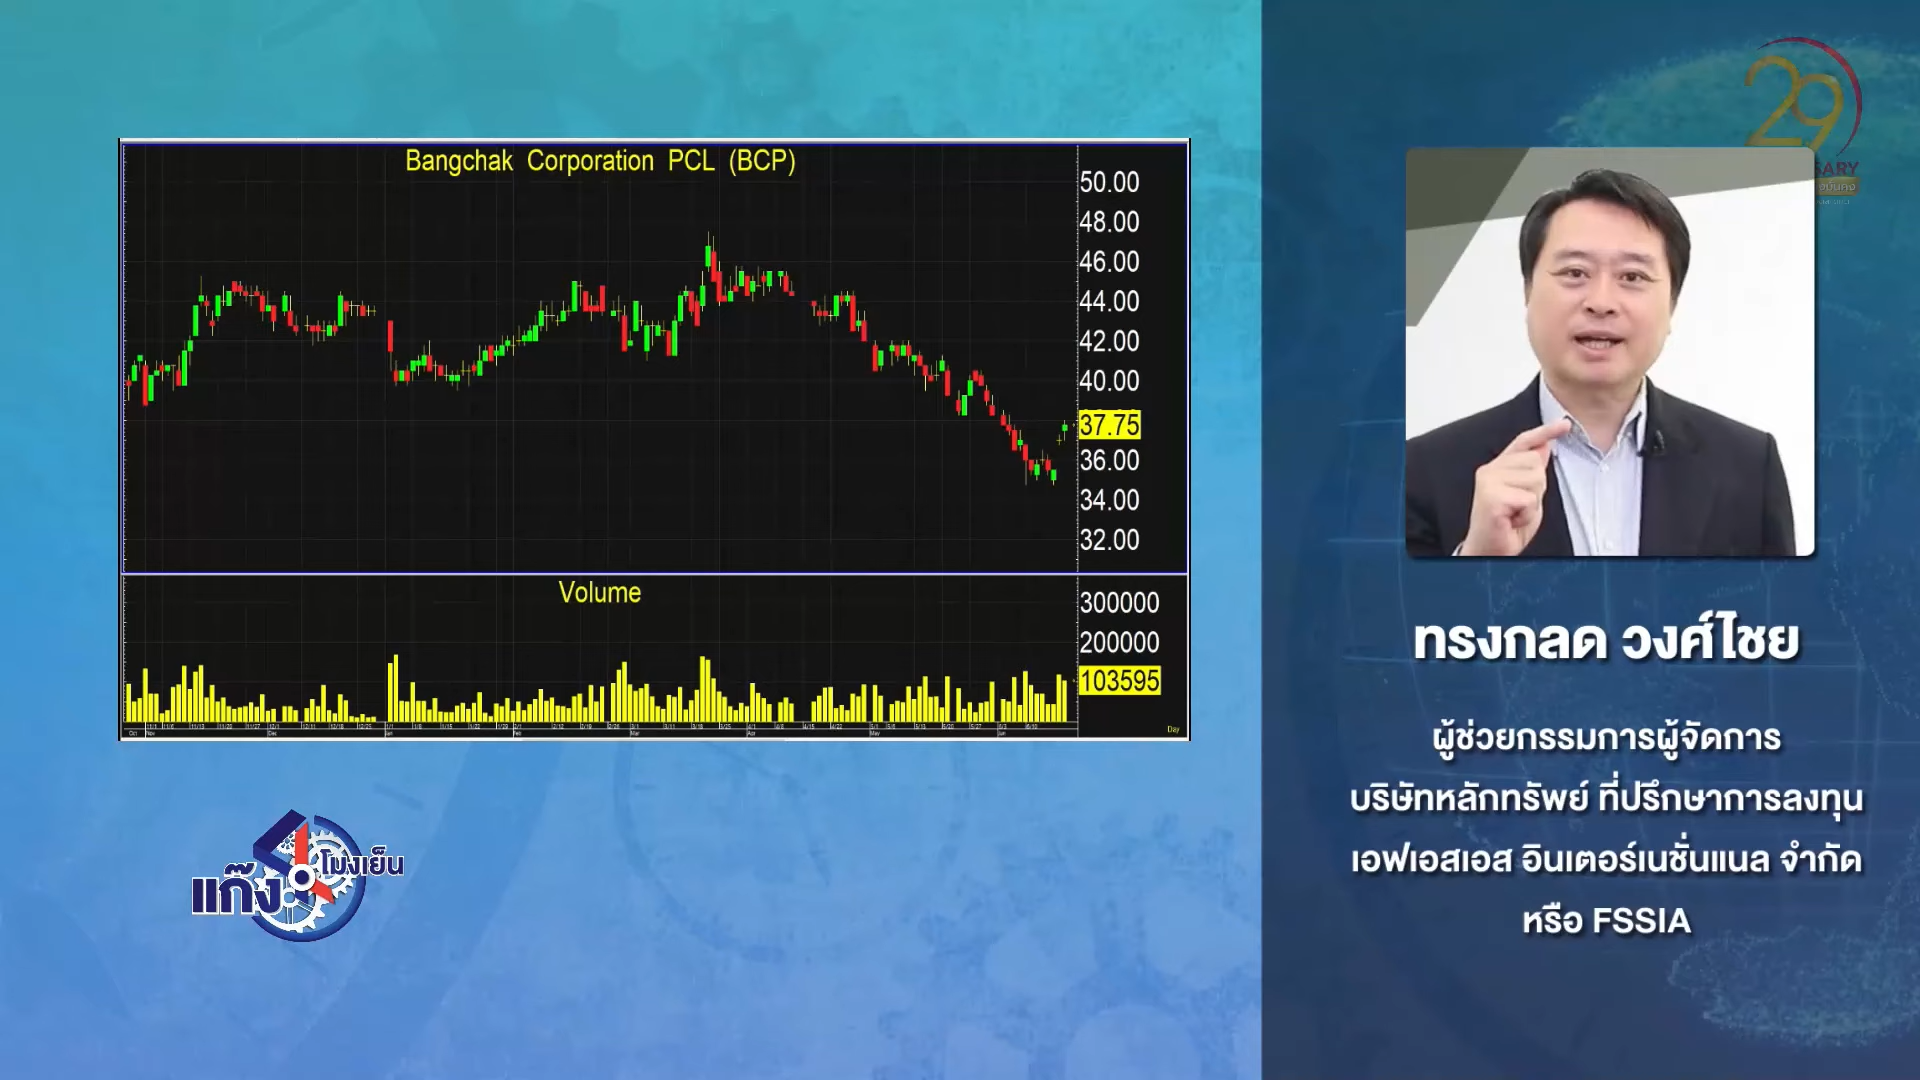 Bangchak Corporation PCL (BCP)
50.00
48.00
46.00
44.00
42.00
40.00
37.75
36.00
34.00
32.00
Volume
300000
200000
103595
Day
แก๊ง 4 โมงเย็น
29
ทรงกลด วงศ์ไชย
ผู้ช่วยกรรมการผู้จัดการ
บริษัทหลักทรัพย์ ที่ปรึกษาการลงทุน
เอฟเอสเอส อินเตอร์เนชั่นแนล จำกัด
หรือ FSSIA